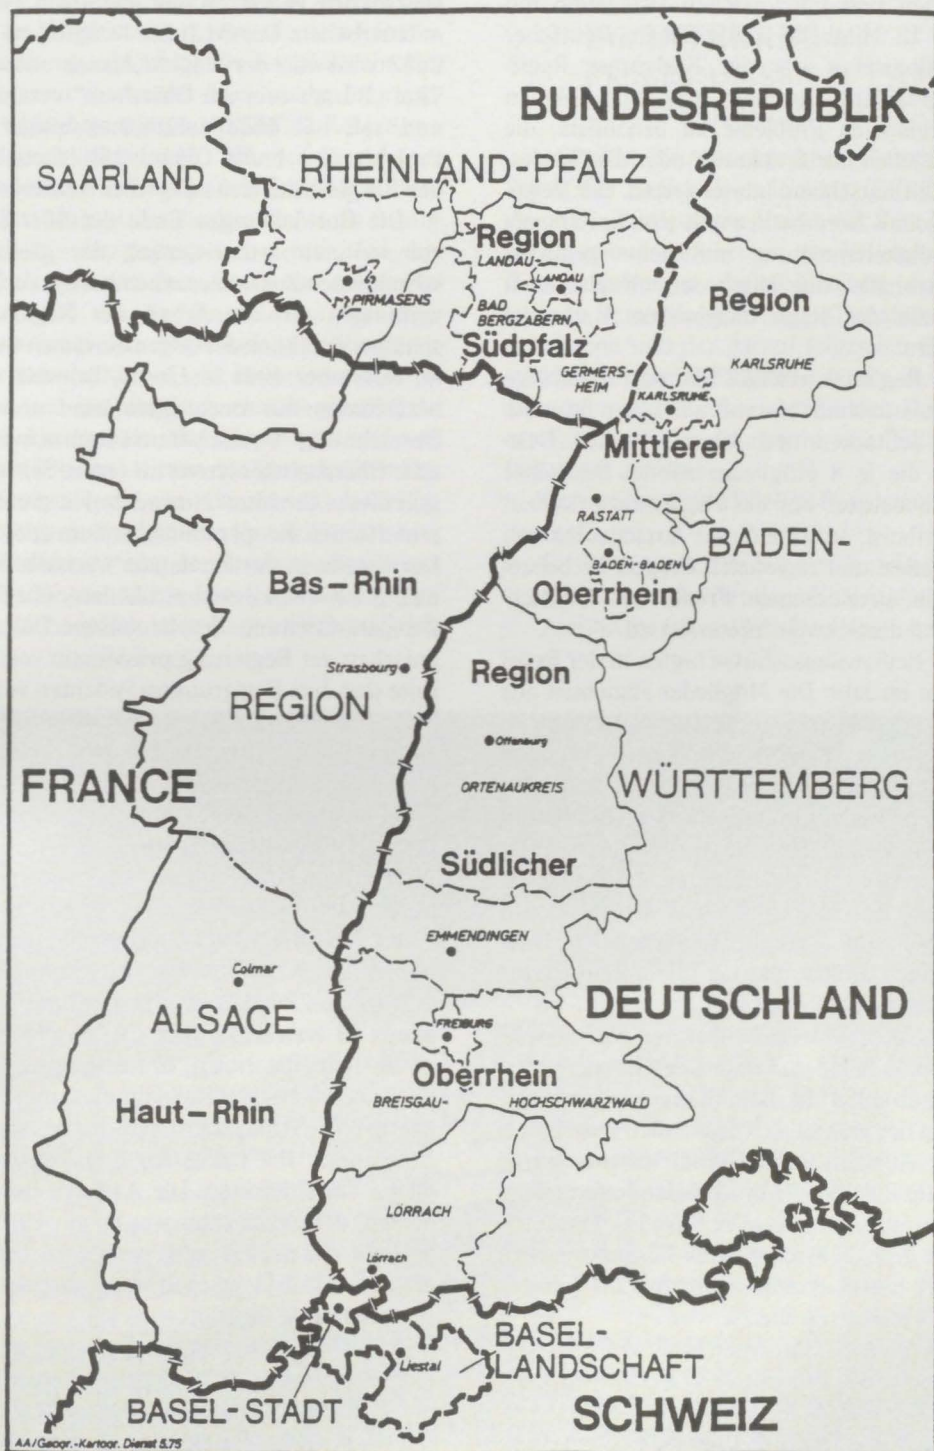 BUNDESREPUBLIK
SAARLAND
RHEINLAND-PFALZ
Region
LANDAU-
LANDAU
PIRMASENS
BAD
BERGZABERN
Südpfalz
GERMERS-
HEIM
Region
KARLSRUHE
KARLSRUHE
Mittlerer
RASTATT
BADEN-
BADEN-BADEN
Oberrhein
Bas-Rhin
Strasbourg
RÉGION
Region
Offenburg
FRANCE
ORTENAUKREIS
WÜRTTEMBERG
Südlicher
EMMENDINGEN
Colmar
ALSACE
DEUTSCHLAND
FREIBURG
Oberrhein
Haut-Rhin
BREISGAU-
HOCHSCHWARZWALD
LÖRRACH
Lörrach
BASEL-
LANDSCHAFT
Liestal
BASEL-STADT
SCHWEIZ
AA/Geogr.-Kartogr. Dienst 5.75